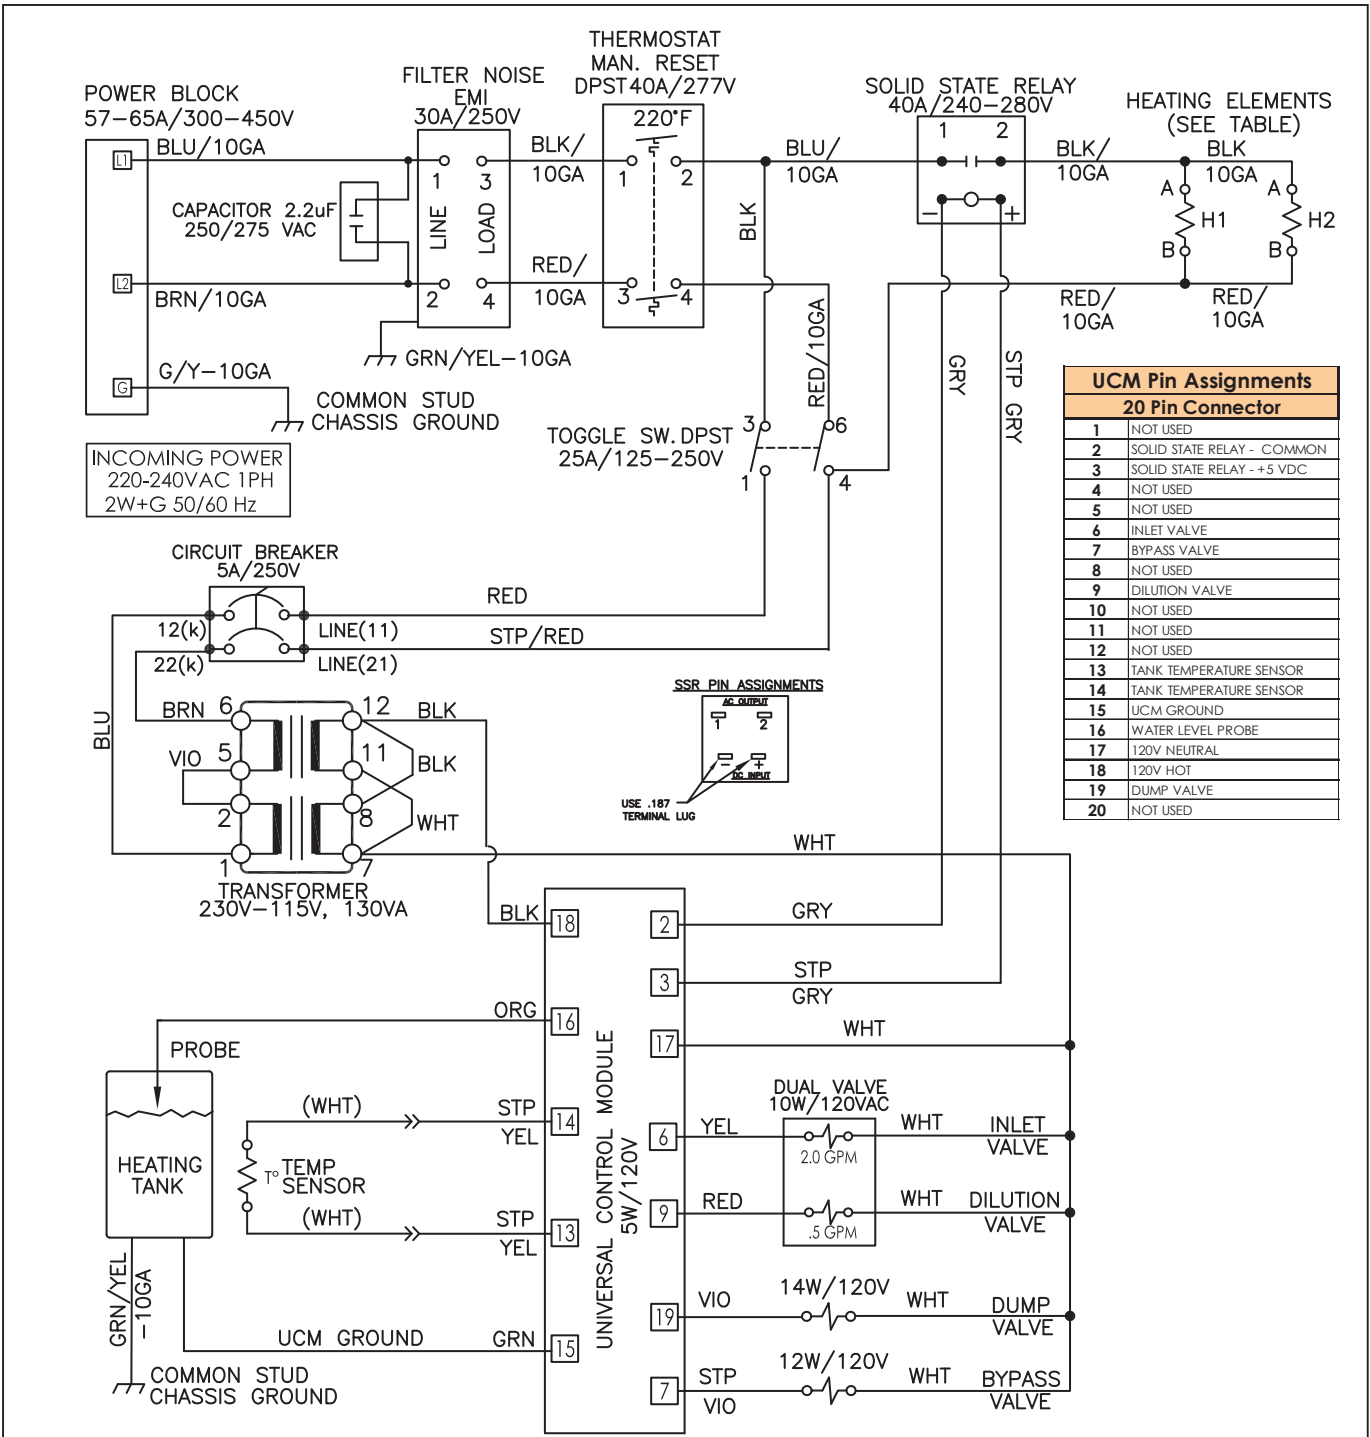 POWER BLOCK
57-65A/300-450V
L1
BLU/10GA
CAPACITOR 2.2uF
250/275 VAC
L2
BRN/10GA
G
G/Y-10GA
COMMON STUD
CHASSIS GROUND
INCOMING POWER
220-240VAC 1PH
2W+G 50/60 Hz
FILTER NOISE
EMI
30A/250V
1
3
LINE
LOAD
2
4
GRN/YEL-10GA
BLK/
10GA
RED/
10GA
THERMOSTAT
MAN. RESET
DPST40A/277V
220°F
1
2
3
4
BLU/
10GA
BLK
RED/10GA
SOLID STATE RELAY
40A/240-280V
1 2
- +
BLK/
10GA
HEATING ELEMENTS
(SEE TABLE)
BLK
10GA
A
H1
B
A
H2
B
RED/
10GA
RED/
10GA
GRY
STP GRY
TOGGLE SW.DPST
25A/125-250V
3
6
1
4
UCM Pin Assignments
20 Pin Connector
1 NOT USED
2 SOLID STATE RELAY - COMMON
3 SOLID STATE RELAY - +5 VDC
4 NOT USED
5 NOT USED
6 INLET VALVE
7 BYPASS VALVE
8 NOT USED
9 DILUTION VALVE
10 NOT USED
11 NOT USED
12 NOT USED
13 TANK TEMPERATURE SENSOR
14 TANK TEMPERATURE SENSOR
15 UCM GROUND
16 WATER LEVEL PROBE
17 120V NEUTRAL
18 120V HOT
19 DUMP VALVE
20 NOT USED
CIRCUIT BREAKER
5A/250V
12(k)
LINE(11)
22(k)
LINE(21)
RED
STP/RED
BLU
BRN
6
12
BLK
VIO
5
11
BLK
2
8
WHT
1
7
TRANSFORMER
230V-115V, 130VA
SSR PIN ASSIGNMENTS
AC OUTPUT
1 2
- +
DC INPUT
USE .187
TERMINAL LUG
WHT
BLK
18
2
GRY
3
STP
GRY
ORG
16
17
WHT
PROBE
HEATING
TANK
(WHT)
STP
YEL
14
T° TEMP
SENSOR
(WHT)
STP
YEL
13
UNIVERSAL CONTROL MODULE
5W/120V
DUAL VALVE
10W/120VAC
6
YEL
2.0 GPM
WHT
INLET
VALVE
9
RED
.5 GPM
WHT
DILUTION
VALVE
19
VIO
14W/120V
WHT
DUMP
VALVE
7
STP
VIO
12W/120V
WHT
BYPASS
VALVE
GRN/YEL
-10GA
UCM GROUND
GRN
15
COMMON STUD
CHASSIS GROUND